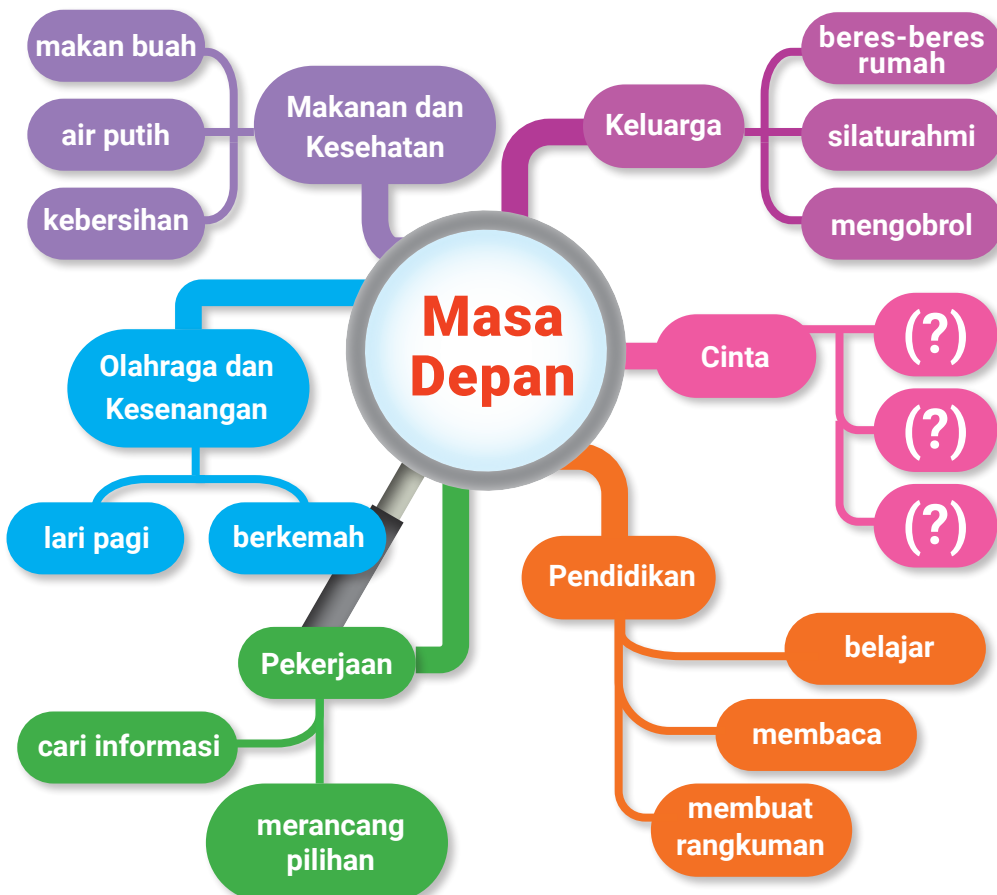 makan buah
air putih
kebersihan
Makanan dan
Kesehatan
Keluarga
beres-beres
rumah
silaturahmi
mengobrol
Masa
Depan
Cinta
(?)
(?)
(?)
Olahraga dan
Kesenangan
lari pagi
berkemah
Pendidikan
belajar
membaca
membuat
rangkuman
Pekerjaan
cari informasi
merancang
pilihan